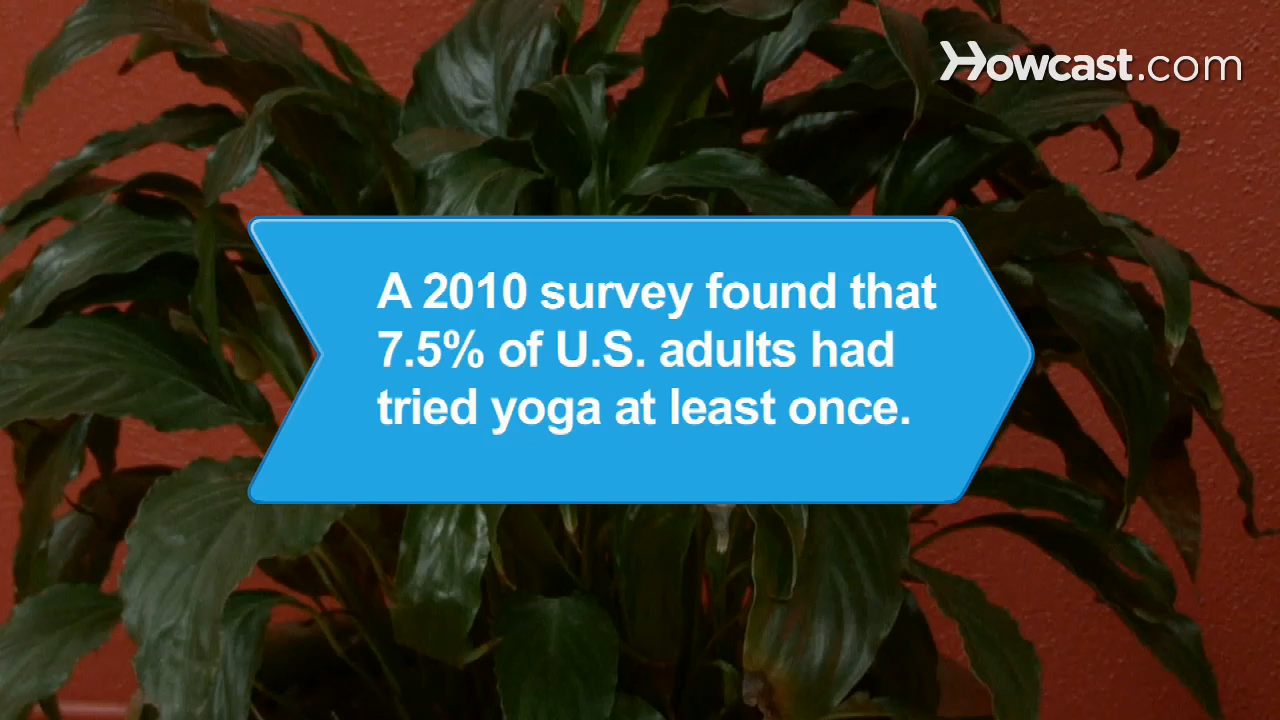 Howcast.com
A 2010 survey found that
7.5% of U.S. adults had
tried yoga at least once.